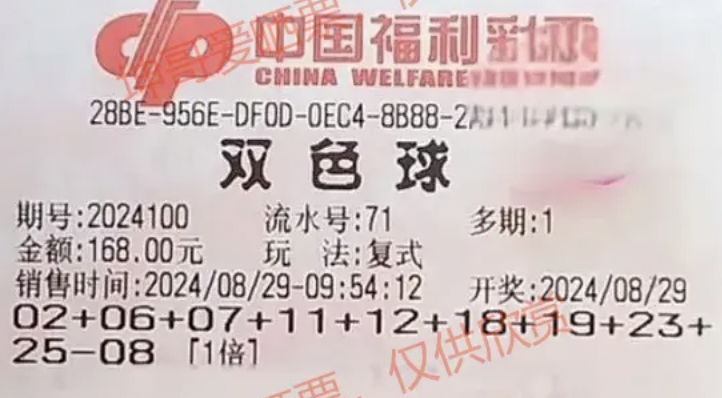 中国福利彩票
CHINA WELFARE
28BE-956E-DF0D-0EC4-8B88-2
双色球
期号:2024100 流水号:71 多期:1
金额:168.00元 玩 法:复式
销售时间:2024/08/29-09:54:12 开奖:2024/08/29
02+06+07+11+12+18+19+23+
25-08 [1倍]
爱晒票,仅供欣赏